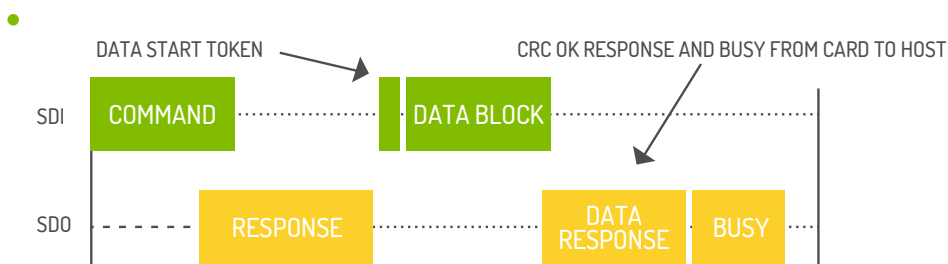 DATA START TOKEN
CRC OK RESPONSE AND BUSY FROM CARD TO HOST
SDI
COMMAND
DATA BLOCK
SDO
RESPONSE
DATA
RESPONSE
BUSY